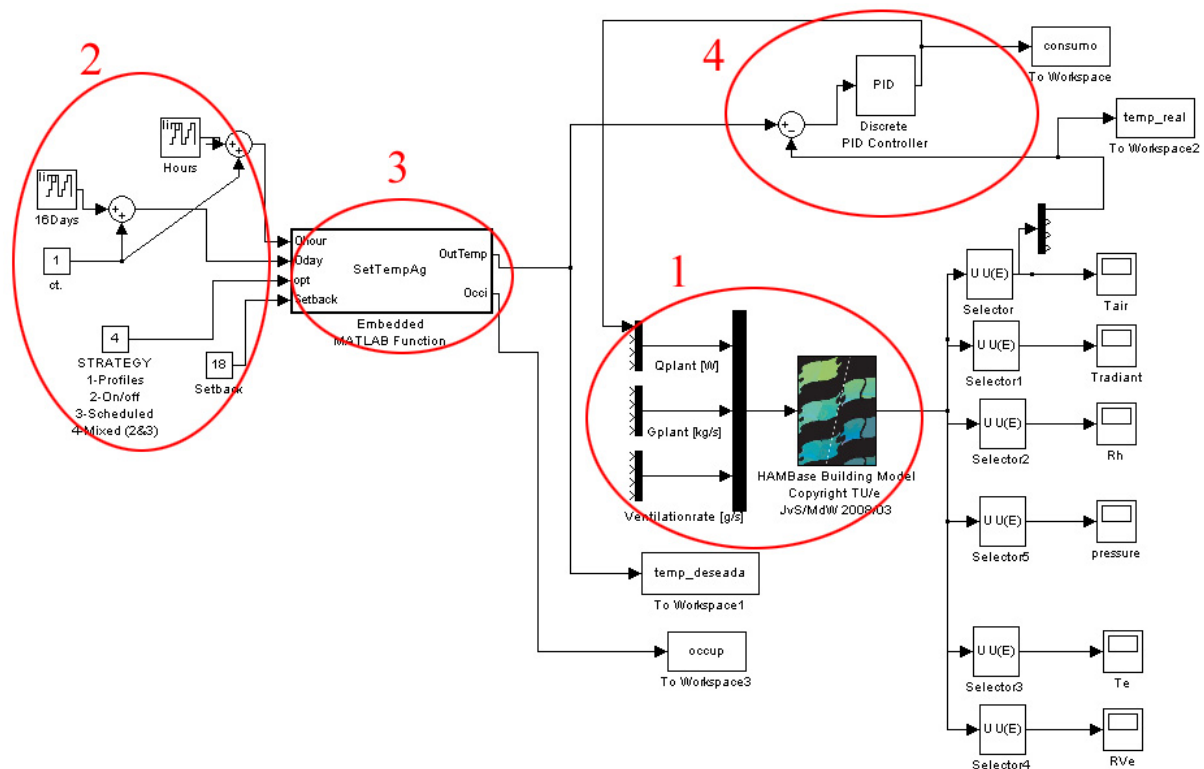 2
lim
Hours
lim
16Days
1
ct.
4
STRATEGY
1-Profiles
2-On/off
3-Scheduled
4-Mixed (2&3)
18
Setback
3
Ohour
Oday
opt
Setback
SetTempAg
OutTemp
Occi
Embedded
MATLAB Function
4
PID
Discrete
PID Controller
consumo
To Workspace
temp_real
To Workspace2
1
Qplant [W]
Gplant [kg/s]
Ventilationrate [g/s]
HAMBase Building Model
Copyright TU/e
JvS/MdW 2008/03
temp_deseada
To Workspace1
occup
To Workspace3
U U(E)
Selector
Tair
U U(E)
Selector1
Tradiant
U U(E)
Selector2
Rh
U U(E)
Selector5
pressure
U U(E)
Selector3
Te
U U(E)
Selector4
RVe